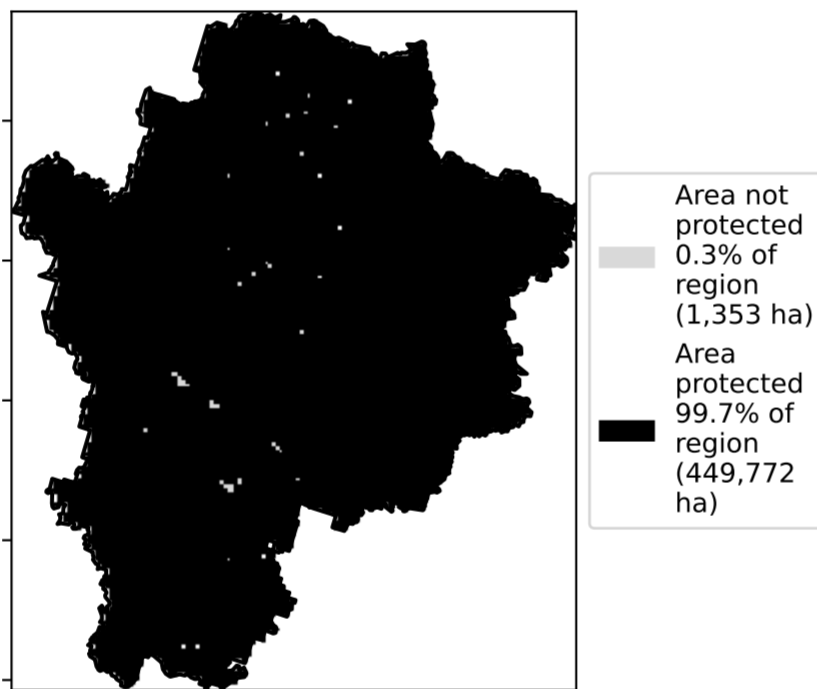 Area not
protected
0.3% of
region
(1,353 ha)
Area
protected
99.7% of
region
(449,772
ha)